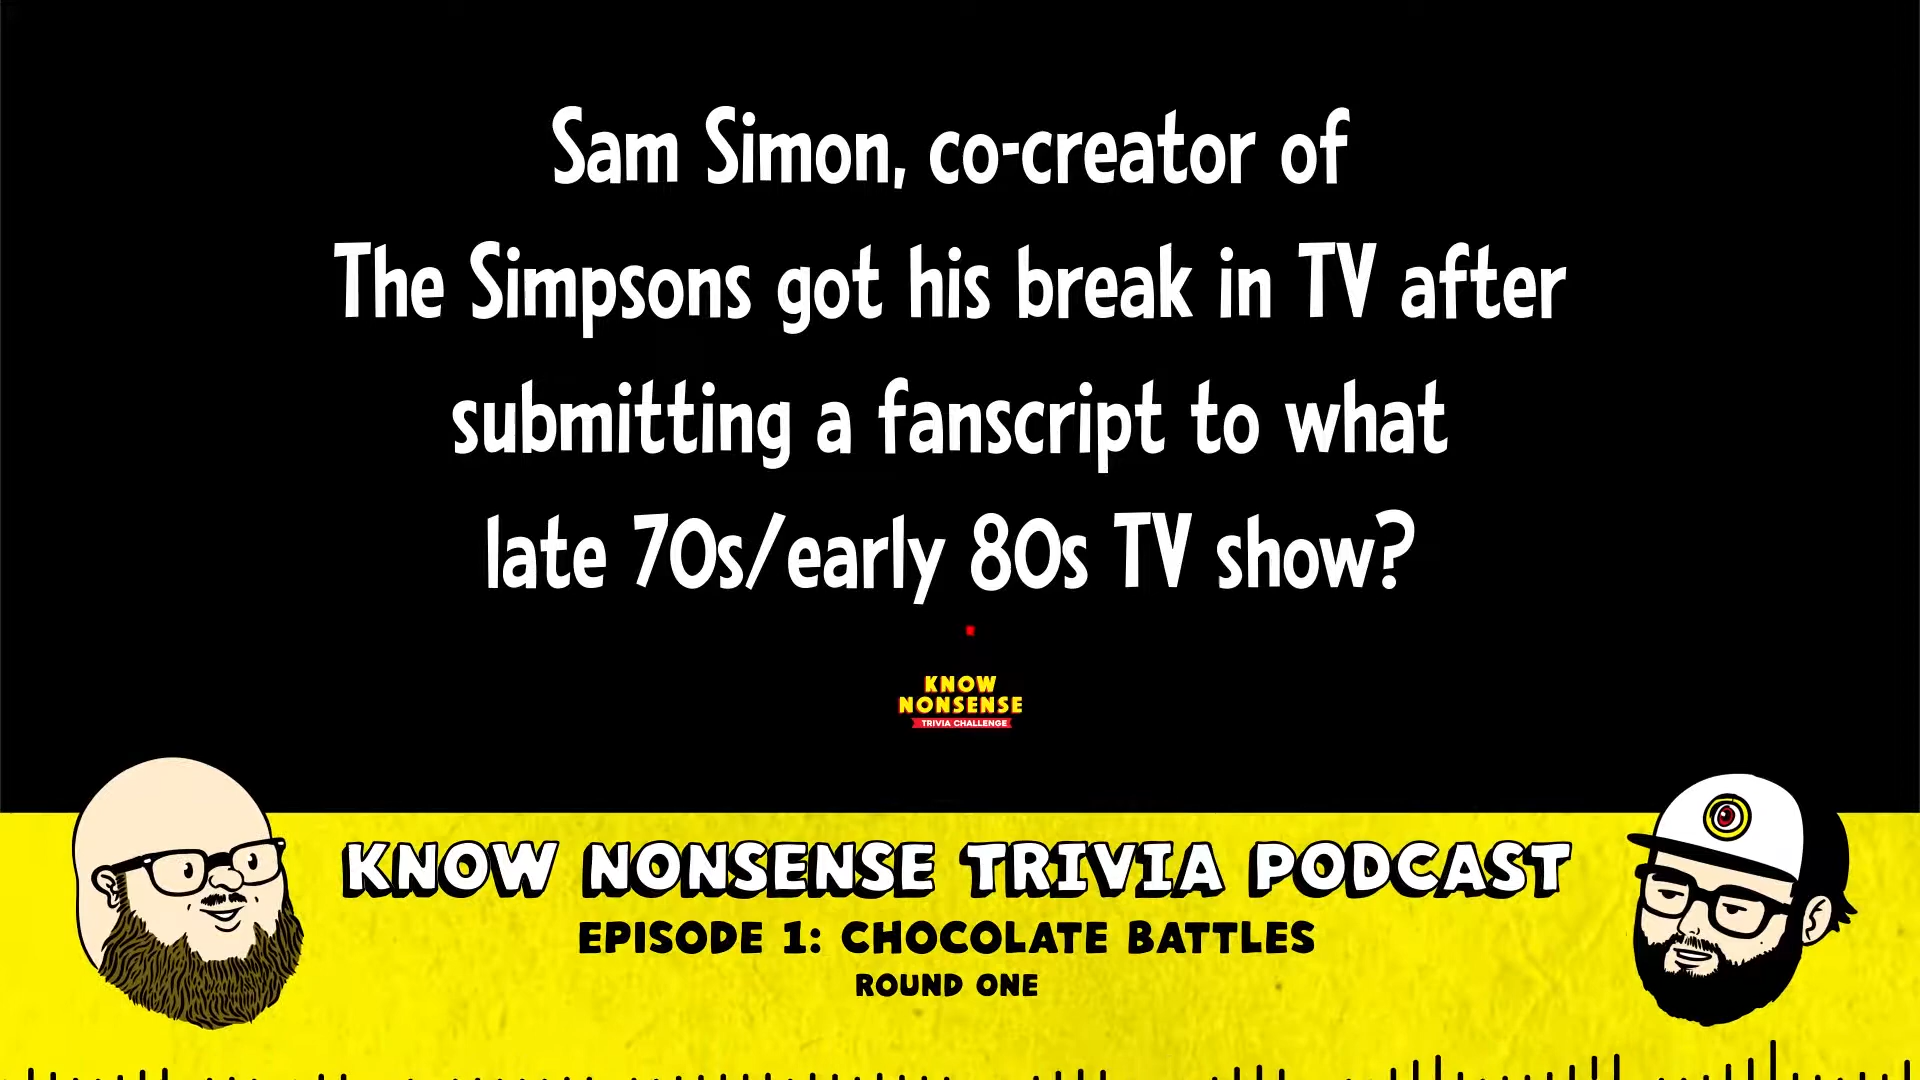 Sam Simon, co-creator of
The Simpsons got his break in TV after
submitting a fanscript to what
late 70s/early 80s TV show?
KNOW
NONSENSE
TRIVIA CHALLENGE
KNOW NONSENSE TRIVIA PODCAST
EPISODE 1: CHOCOLATE BATTLES
ROUND ONE